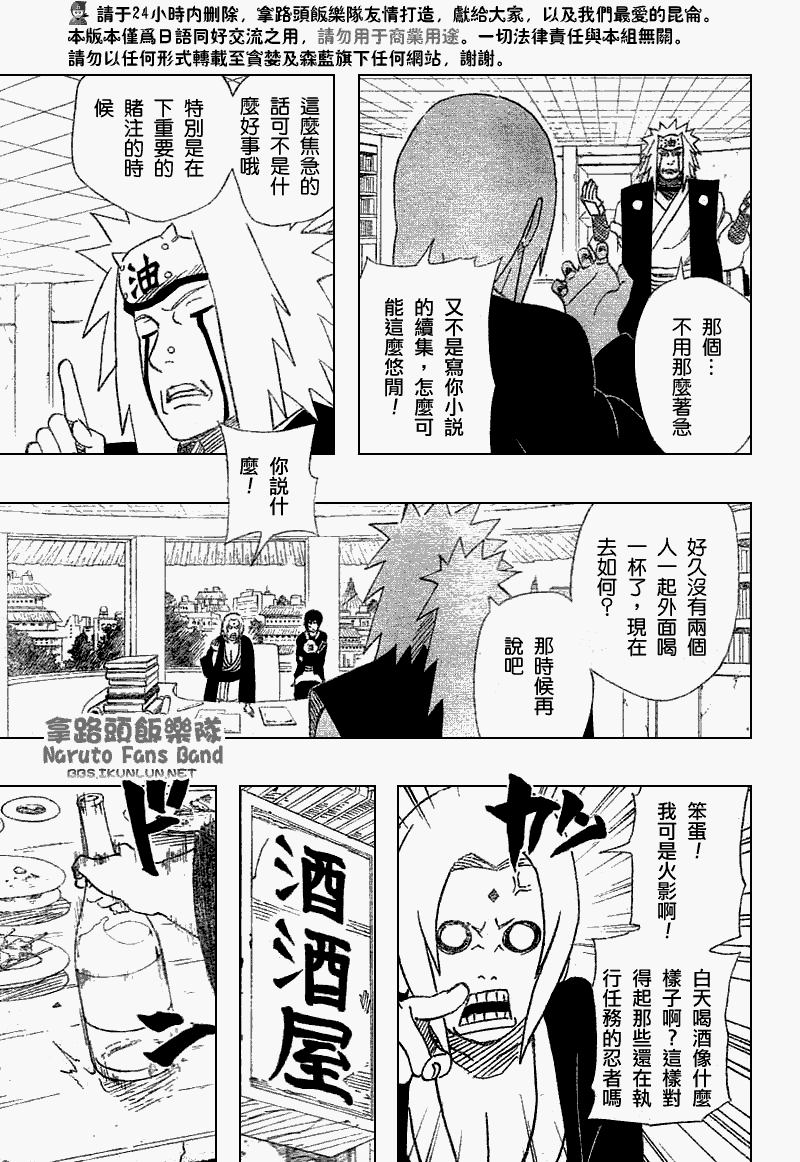 請于24小時內刪除，拿路頭飯樂隊友情打造，獻給大家，以及我們最愛的昆侖。
本版本僅爲日語同好交流之用，請勿用于商業用途。一切法律責任與本組無關。
請勿以任何形式轉載至貪婪及森藍旗下任何網站，謝謝。
那個…
不用那麼著急
又不是寫你小説
的續集，怎麼可
能這麼悠閒！
這麼焦急的
話可不是什
麼好事哦
特別是在
下重要的
賭注的時
候
油
油
你説什
麼！
好久沒有兩個
人一起外面喝
一杯了，現在
去如何？
那時候再
説吧
拿路頭飯樂隊
Naruto Fans Band
BBS.IKUNLUN.NET
笨蛋！
我可是火影啊！
白天喝酒像什麼
樣子啊？這樣對
得起那些還在執
行任務的忍者嗎
ガンッ
酒酒屋
ドン